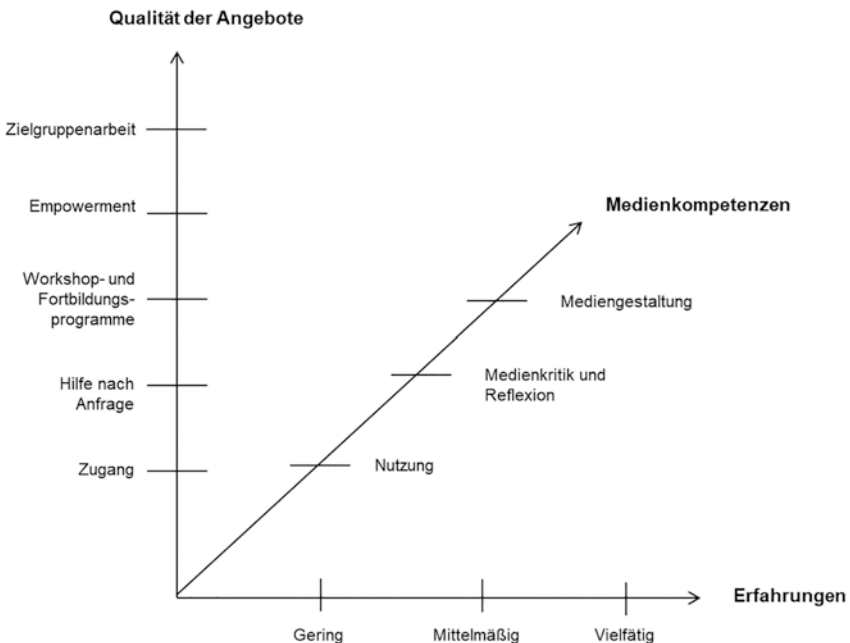 Qualität der Angebote
Zielgruppenarbeit
Empowerment
Medienkompetenzen
Workshop- und
Fortbildungs-
programme
Mediengestaltung
Hilfe nach
Anfrage
Medienkritik und
Reflexion
Zugang
Nutzung
Erfahrungen
Gering
Mittelmäßig
Vielfätig